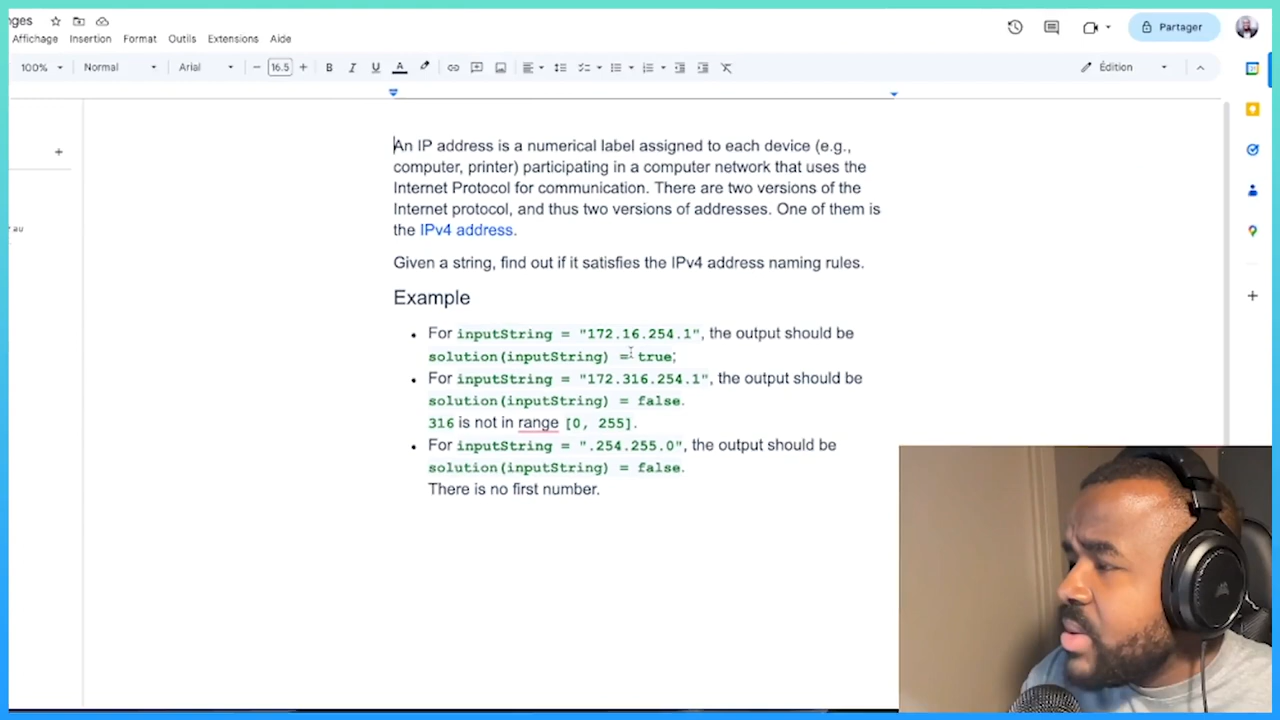 nges
Affichage Insertion Format Outils Extensions Aide
Partager
100% Normal Arial − 16.5 + B I U A
Édition
An IP address is a numerical label assigned to each device (e.g.,
computer, printer) participating in a computer network that uses the
Internet Protocol for communication. There are two versions of the
Internet protocol, and thus two versions of addresses. One of them is
the IPv4 address.
Given a string, find out if it satisfies the IPv4 address naming rules.
Example
• For inputString = "172.16.254.1", the output should be
solution(inputString) = true;
• For inputString = "172.316.254.1", the output should be
solution(inputString) = false.
316 is not in range [0, 255].
• For inputString = ".254.255.0", the output should be
solution(inputString) = false.
There is no first number.
au